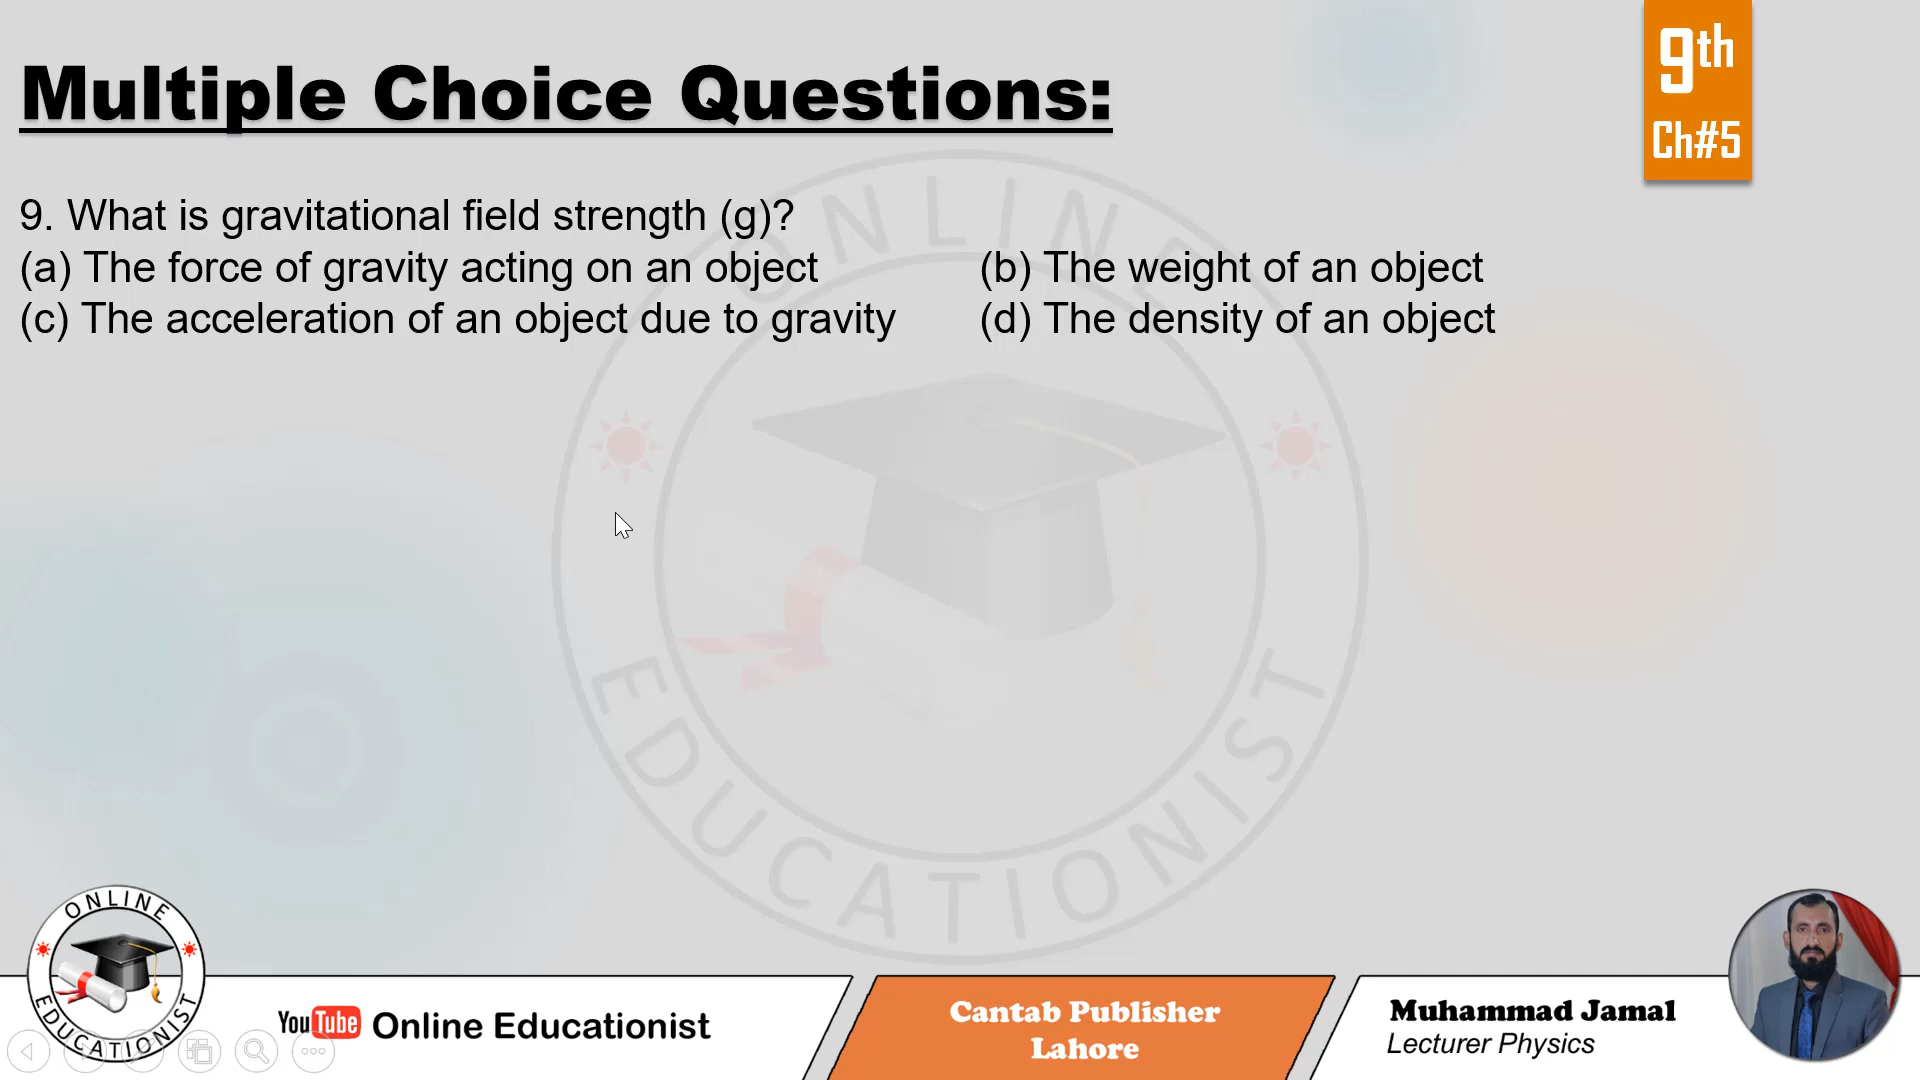 Multiple Choice Questions:
9th
Ch#5
9. What is gravitational field strength (g)?
(a) The force of gravity acting on an object (b) The weight of an object
(c) The acceleration of an object due to gravity (d) The density of an object
ONLINE
EDUCATIONIST
ONLINE
EDUCATIONIST
YouTube Online Educationist
Cantab Publisher
Lahore
Muhammad Jamal
Lecturer Physics